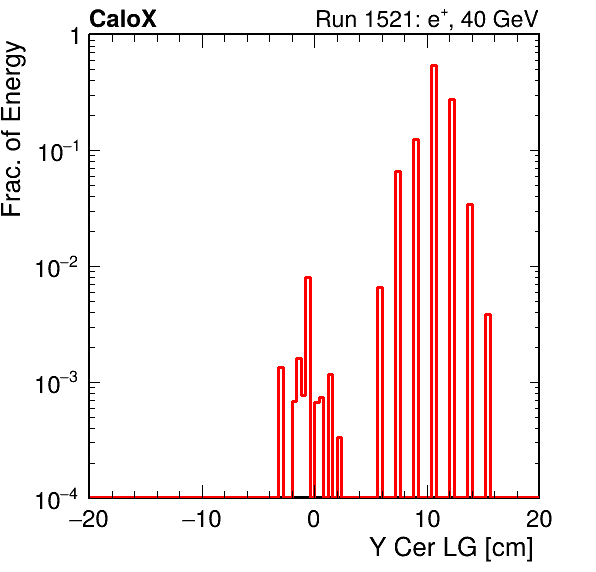 CaloX
Run 1521: e⁺, 40 GeV
Frac. of Energy
1
10⁻¹
10⁻²
10⁻³
10⁻⁴
−20
−10
0
10
20
Y Cer LG [cm]